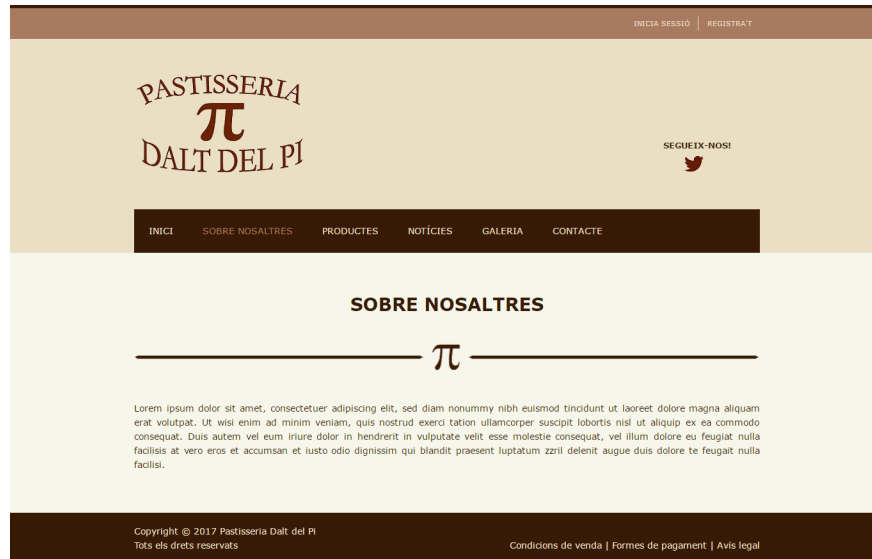 INICIA SESSIÓ | REGISTRA'T
PASTISSERIA
π
DALT DEL PI
SEGUEIX-NOS!
INICI SOBRE NOSALTRES PRODUCTES NOTÍCIES GALERIA CONTACTE
SOBRE NOSALTRES
π
Lorem ipsum dolor sit amet, consectetuer adipiscing elit, sed diam nonummy nibh euismod tincidunt ut laoreet dolore magna aliquam
erat volutpat. Ut wisi enim ad minim veniam, quis nostrud exerci tation ullamcorper suscipit lobortis nisl ut aliquip ex ea commodo
consequat. Duis autem vel eum iriure dolor in hendrerit in vulputate velit esse molestie consequat, vel illum dolore eu feugiat nulla
facilisis at vero eros et accumsan et iusto odio dignissim qui blandit praesent luptatum zzril delenit augue duis dolore te feugait nulla
facilisi.
Copyright © 2017 Pastisseria Dalt del Pi
Tots els drets reservats
Condicions de venda | Formes de pagament | Avís legal